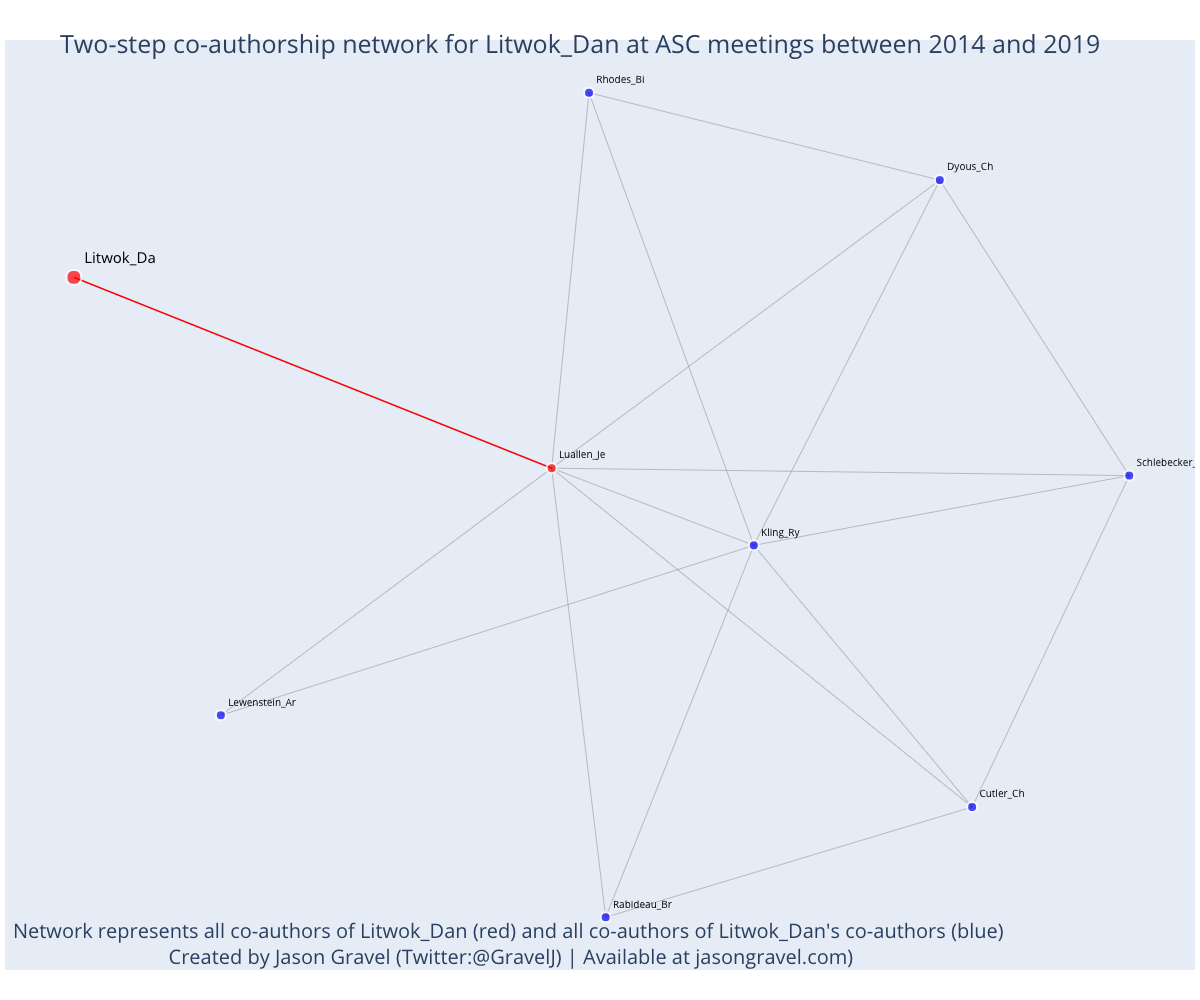 Two-step co-authorship network for Litwok_Dan at ASC meetings between 2014 and 2019
Rhodes_Bi
Dyous_Ch
Litwok_Da
Luallen_Je
Schlebecker_
Kling_Ry
Lewenstein_Ar
Cutler_Ch
Rabideau_Br
Network represents all co-authors of Litwok_Dan (red) and all co-authors of Litwok_Dan's co-authors (blue)
Created by Jason Gravel (Twitter:@GravelJ) | Available at jasongravel.com)